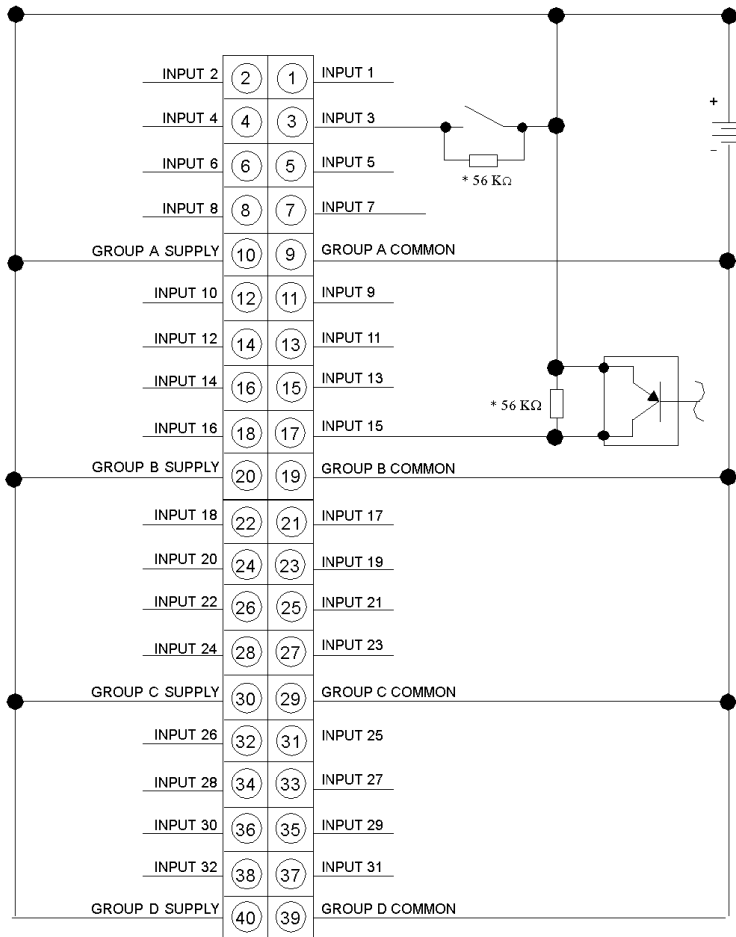 INPUT 2 2 1 INPUT 1
+
INPUT 4 4 3 INPUT 3
-
INPUT 6 6 5 INPUT 5
* 56 KΩ
INPUT 8 8 7 INPUT 7
GROUP A SUPPLY 10 9 GROUP A COMMON
INPUT 10 12 11 INPUT 9
INPUT 12 14 13 INPUT 11
INPUT 14 16 15 INPUT 13
* 56 KΩ
INPUT 16 18 17 INPUT 15
GROUP B SUPPLY 20 19 GROUP B COMMON
INPUT 18 22 21 INPUT 17
INPUT 20 24 23 INPUT 19
INPUT 22 26 25 INPUT 21
INPUT 24 28 27 INPUT 23
GROUP C SUPPLY 30 29 GROUP C COMMON
INPUT 26 32 31 INPUT 25
INPUT 28 34 33 INPUT 27
INPUT 30 36 35 INPUT 29
INPUT 32 38 37 INPUT 31
GROUP D SUPPLY 40 39 GROUP D COMMON